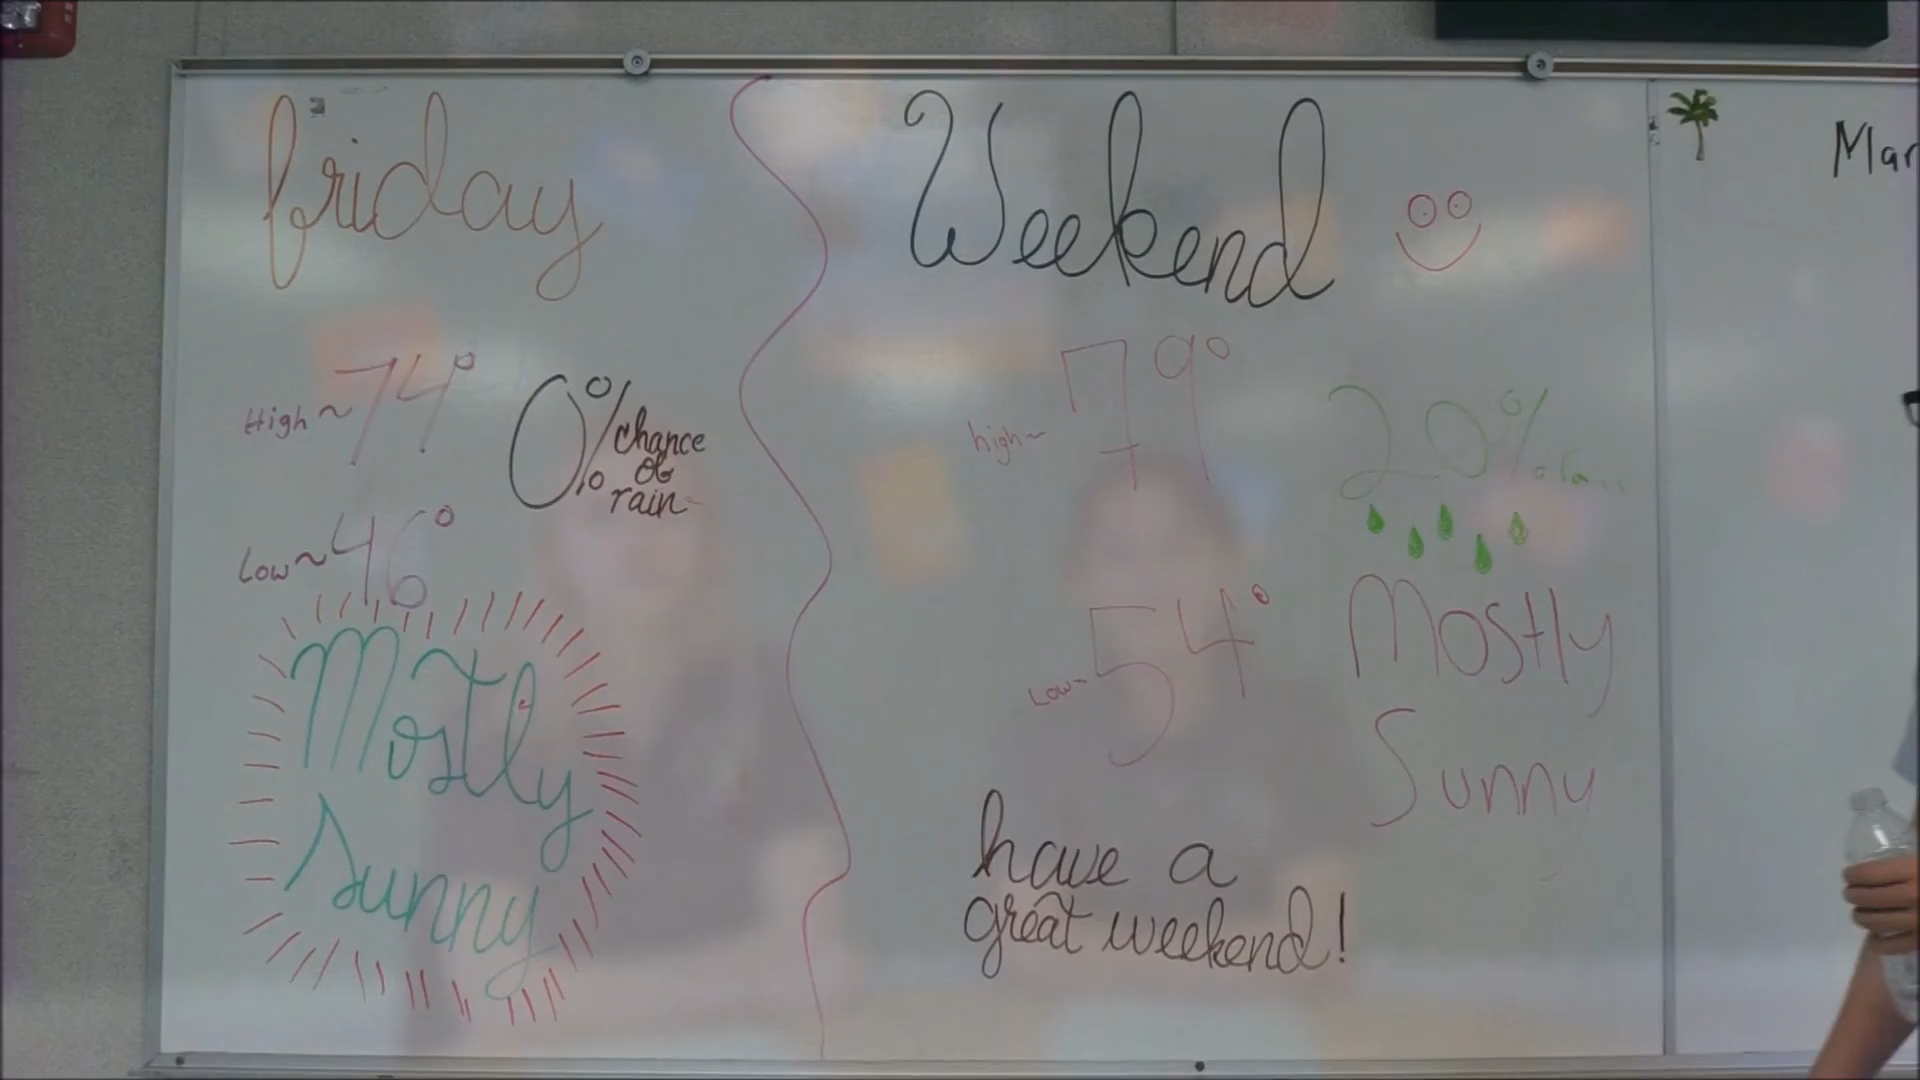 friday
High ~ 74°
0% chance
of
rain
Low ~ 46°
Mostly
Sunny
Weekend
high ~ 79°
20%
Low ~ 54°
Mostly
Sunny
have a
great weekend!
Mar